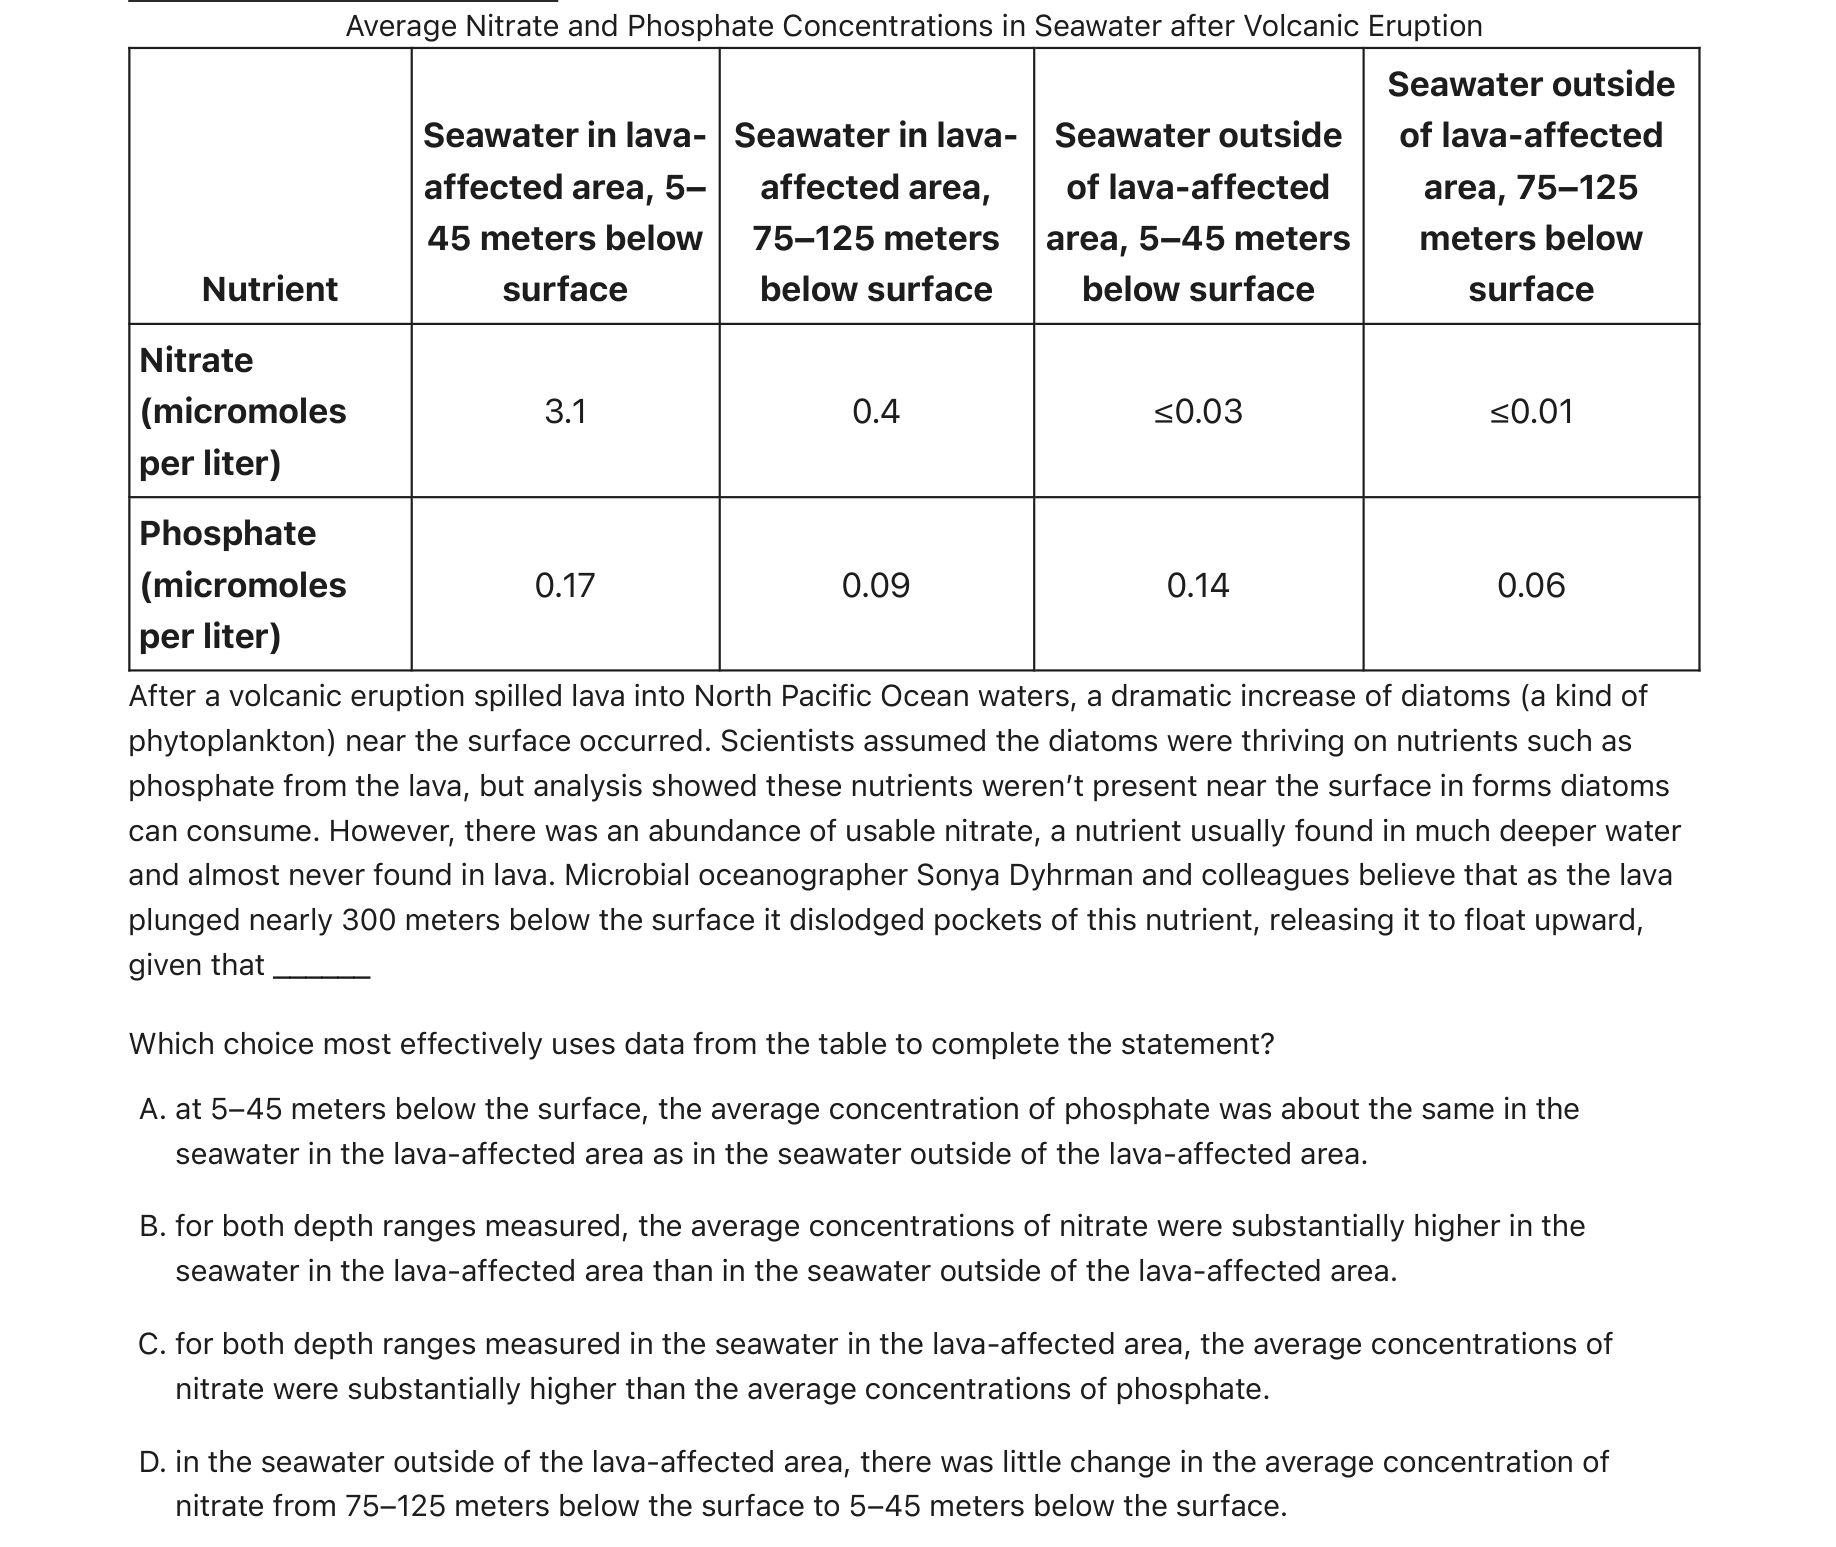 Average Nitrate and Phosphate Concentrations in Seawater after Volcanic Eruption
Nutrient
Seawater in lava-
affected area, 5–
45 meters below
surface
Seawater in lava-
affected area,
75–125 meters
below surface
Seawater outside
of lava-affected
area, 5–45 meters
below surface
Seawater outside
of lava-affected
area, 75–125
meters below
surface
Nitrate
(micromoles
per liter)
3.1
0.4
≤0.03
≤0.01
Phosphate
(micromoles
per liter)
0.17
0.09
0.14
0.06
After a volcanic eruption spilled lava into North Pacific Ocean waters, a dramatic increase of diatoms (a kind of
phytoplankton) near the surface occurred. Scientists assumed the diatoms were thriving on nutrients such as
phosphate from the lava, but analysis showed these nutrients weren’t present near the surface in forms diatoms
can consume. However, there was an abundance of usable nitrate, a nutrient usually found in much deeper water
and almost never found in lava. Microbial oceanographer Sonya Dyhrman and colleagues believe that as the lava
plunged nearly 300 meters below the surface it dislodged pockets of this nutrient, releasing it to float upward,
given that ______
Which choice most effectively uses data from the table to complete the statement?
A. at 5–45 meters below the surface, the average concentration of phosphate was about the same in the
seawater in the lava-affected area as in the seawater outside of the lava-affected area.
B. for both depth ranges measured, the average concentrations of nitrate were substantially higher in the
seawater in the lava-affected area than in the seawater outside of the lava-affected area.
C. for both depth ranges measured in the seawater in the lava-affected area, the average concentrations of
nitrate were substantially higher than the average concentrations of phosphate.
D. in the seawater outside of the lava-affected area, there was little change in the average concentration of
nitrate from 75–125 meters below the surface to 5–45 meters below the surface.